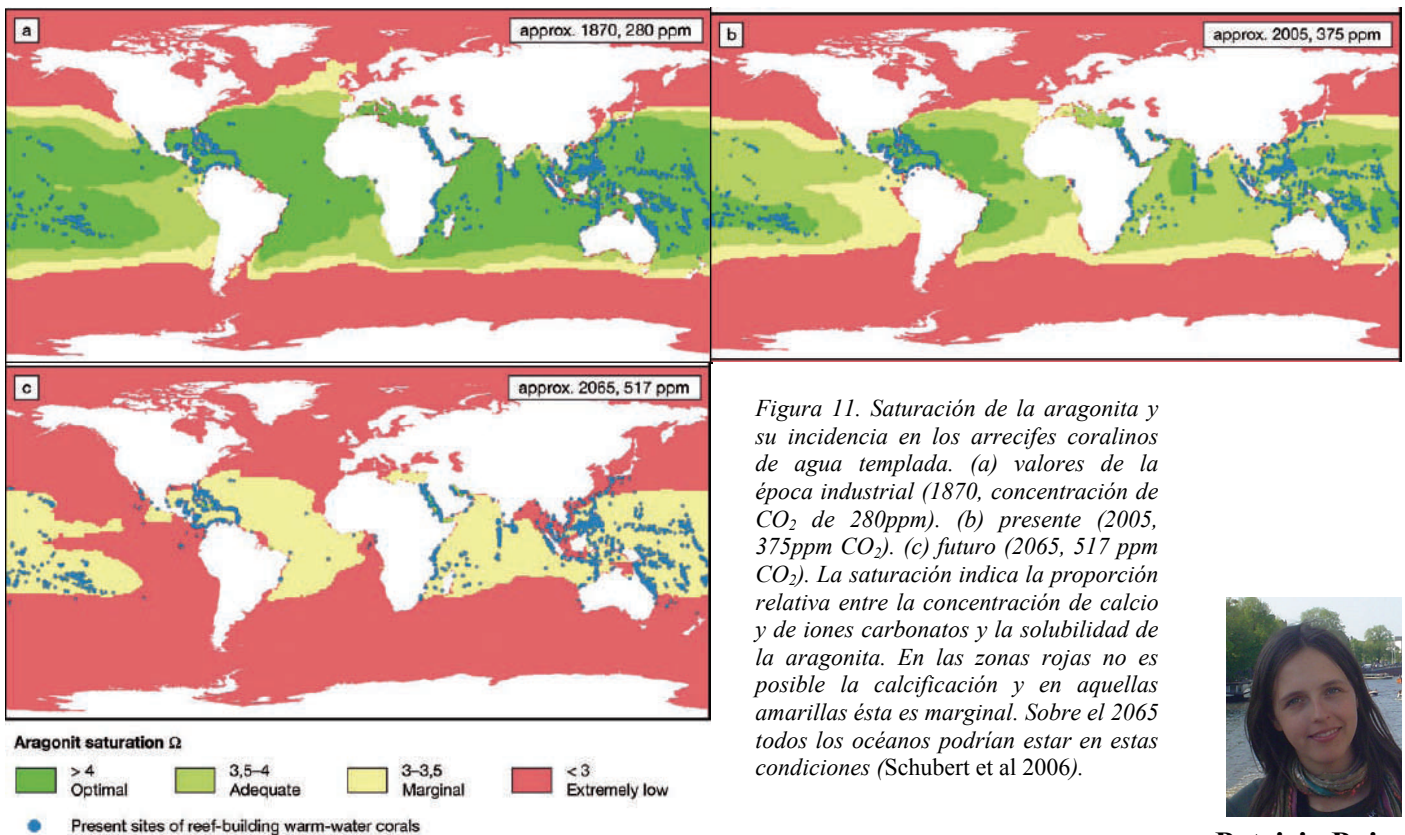 a
approx. 1870, 280 ppm
b
approx. 2005, 375 ppm
c
approx. 2065, 517 ppm
Figura 11. Saturación de la aragonita y
su incidencia en los arrecifes coralinos
de agua templada. (a) valores de la
época industrial (1870, concentración de
CO₂ de 280ppm). (b) presente (2005,
375ppm CO₂). (c) futuro (2065, 517 ppm
CO₂). La saturación indica la proporción
relativa entre la concentración de calcio
y de iones carbonatos y la solubilidad de
la aragonita. En las zonas rojas no es
posible la calcificación y en aquellas
amarillas ésta es marginal. Sobre el 2065
todos los océanos podrían estar en estas
condiciones (Schubert et al 2006).
Aragonit saturation Ω
> 4
Optimal
3,5–4
Adequate
3–3,5
Marginal
< 3
Extremely low
Present sites of reef-building warm-water corals